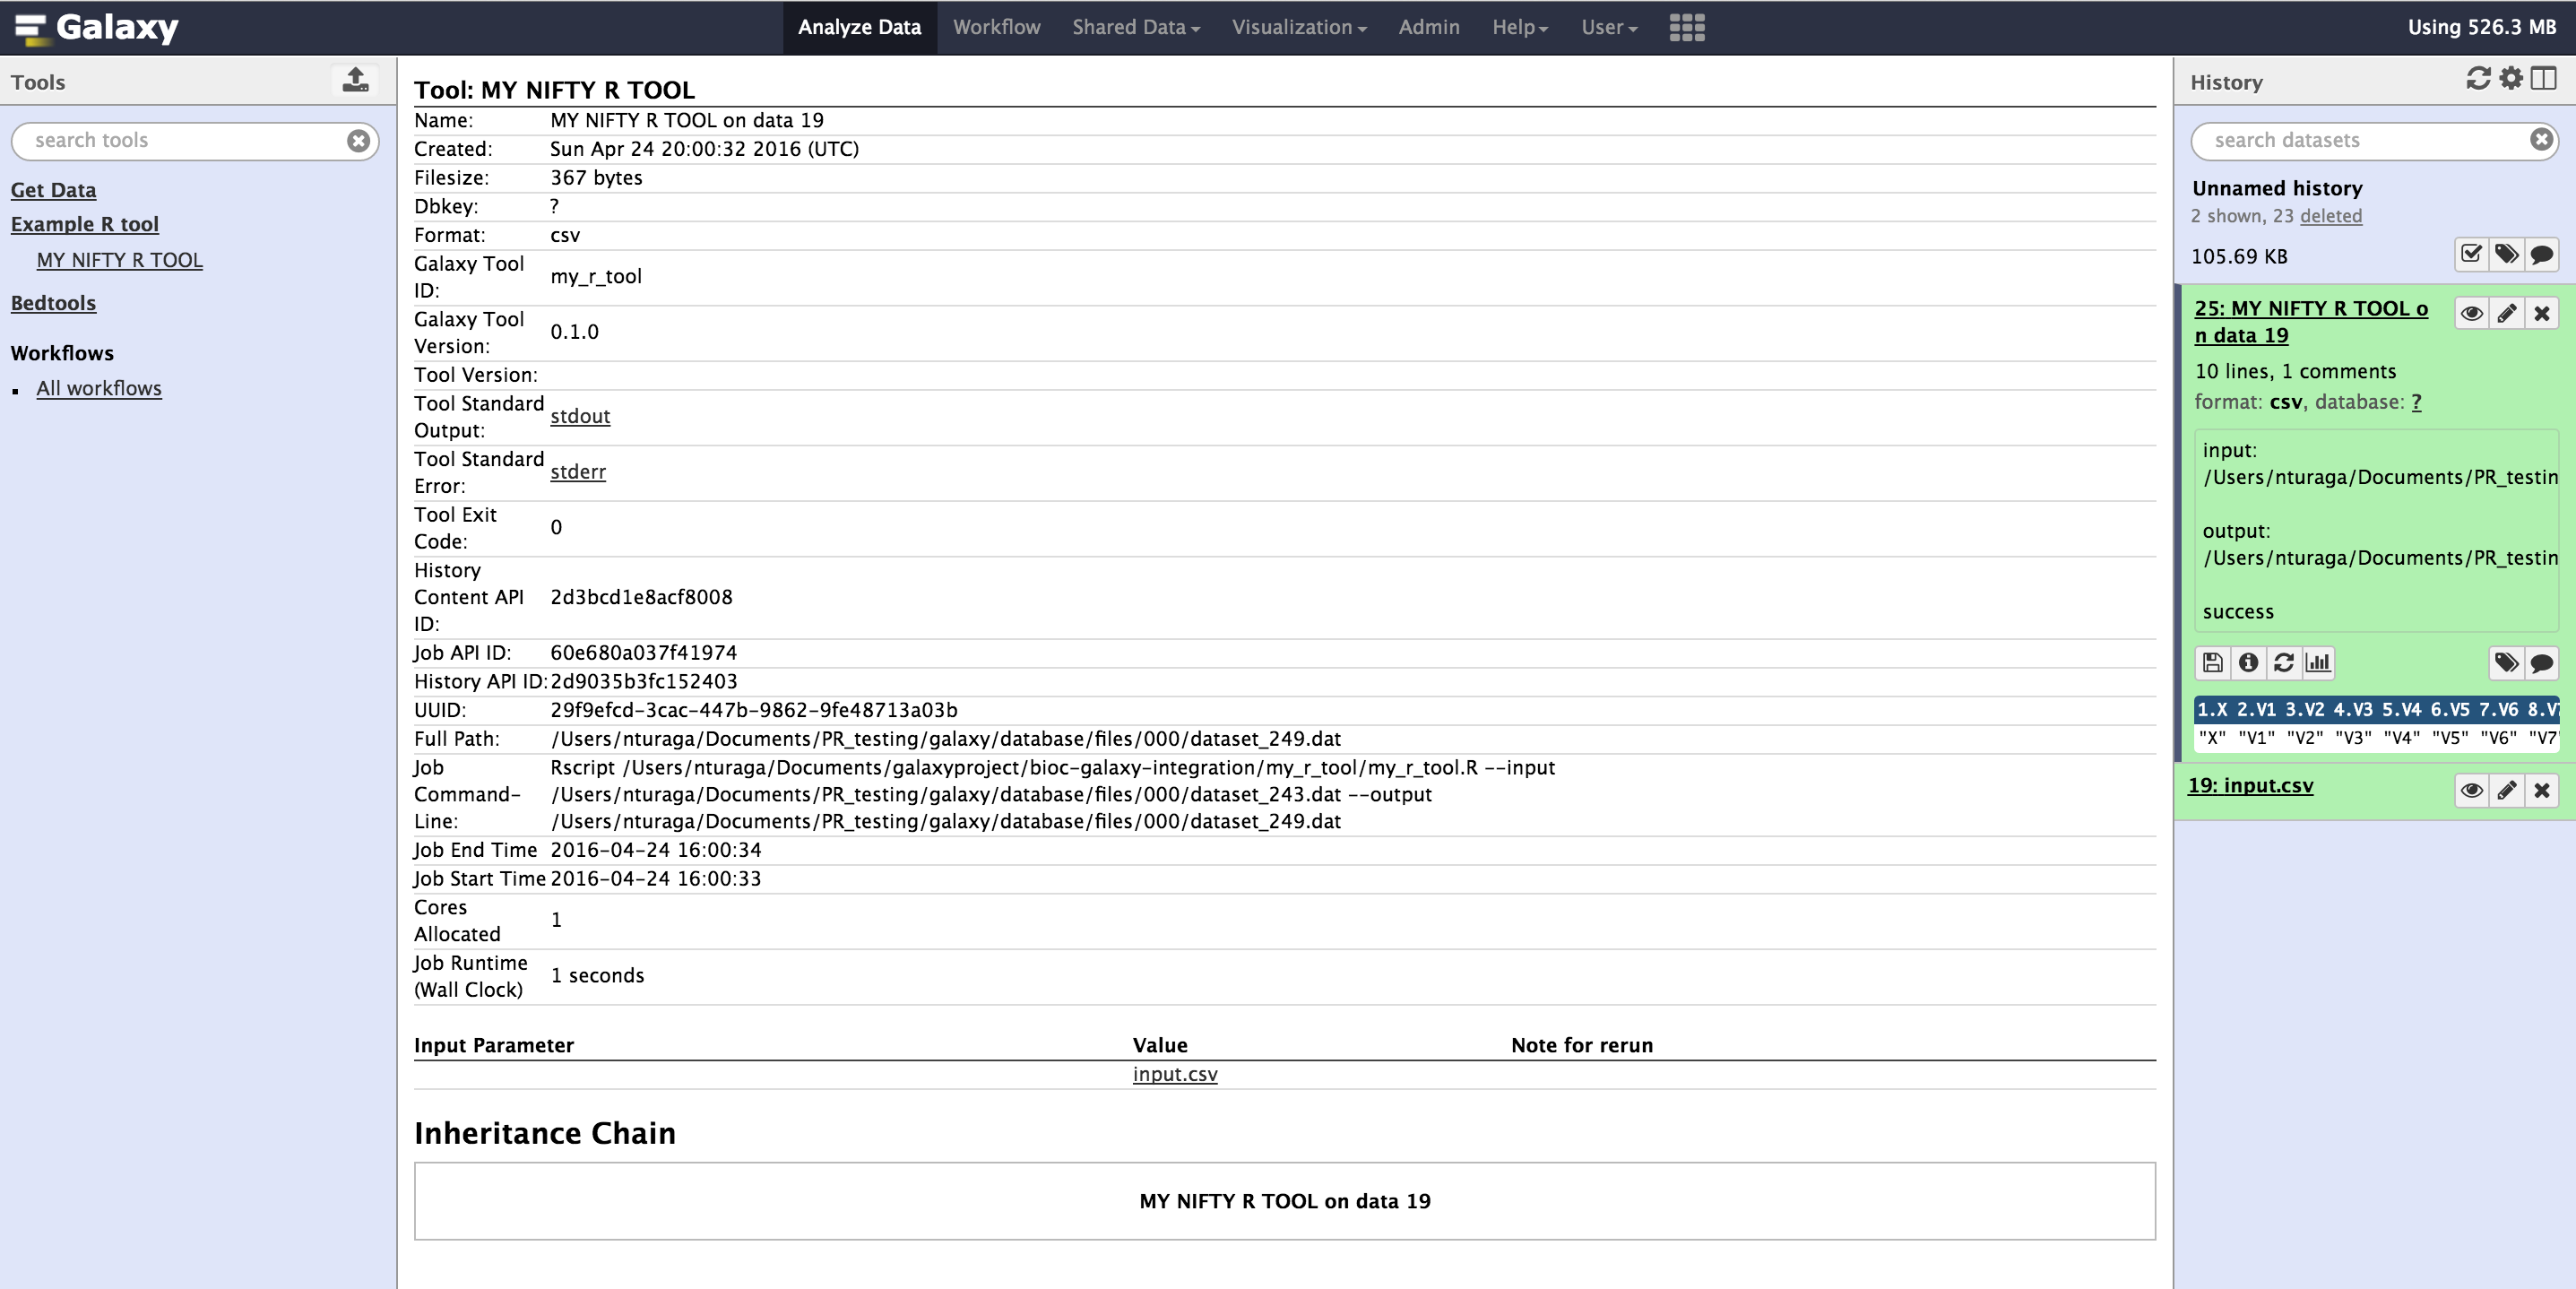 Galaxy
Analyze Data Workflow Shared Data Visualization Admin Help User
Using 526.3 MB
Tools
search tools
Get Data
Example R tool
MY NIFTY R TOOL
Bedtools
Workflows
All workflows
Tool: MY NIFTY R TOOL
Name: MY NIFTY R TOOL on data 19
Created: Sun Apr 24 20:00:32 2016 (UTC)
Filesize: 367 bytes
Dbkey: ?
Format: csv
Galaxy Tool
ID: my_r_tool
Galaxy Tool
Version: 0.1.0
Tool Version:
Tool Standard
Output: stdout
Tool Standard
Error: stderr
Tool Exit
Code: 0
History
Content API 2d3bcd1e8acf8008
ID:
Job API ID: 60e680a037f41974
History API ID: 2d9035b3fc152403
UUID: 29f9efcd-3cac-447b-9862-9fe48713a03b
Full Path: /Users/nturaga/Documents/PR_testing/galaxy/database/files/000/dataset_249.dat
Job Rscript /Users/nturaga/Documents/galaxyproject/bioc-galaxy-integration/my_r_tool/my_r_tool.R --input
Command- /Users/nturaga/Documents/PR_testing/galaxy/database/files/000/dataset_243.dat --output
Line: /Users/nturaga/Documents/PR_testing/galaxy/database/files/000/dataset_249.dat
Job End Time 2016-04-24 16:00:34
Job Start Time 2016-04-24 16:00:33
Cores
Allocated 1
Job Runtime
(Wall Clock) 1 seconds
Input Parameter Value Note for rerun
input.csv
Inheritance Chain
MY NIFTY R TOOL on data 19
History
search datasets
Unnamed history
2 shown, 23 deleted
105.69 KB
25: MY NIFTY R TOOL o
n data 19
10 lines, 1 comments
format: csv, database: ?
input:
/Users/nturaga/Documents/PR_testin
output:
/Users/nturaga/Documents/PR_testin
success
1.X 2.V1 3.V2 4.V3 5.V4 6.V5 7.V6 8.V7
"X" "V1" "V2" "V3" "V4" "V5" "V6" "V7"
19: input.csv